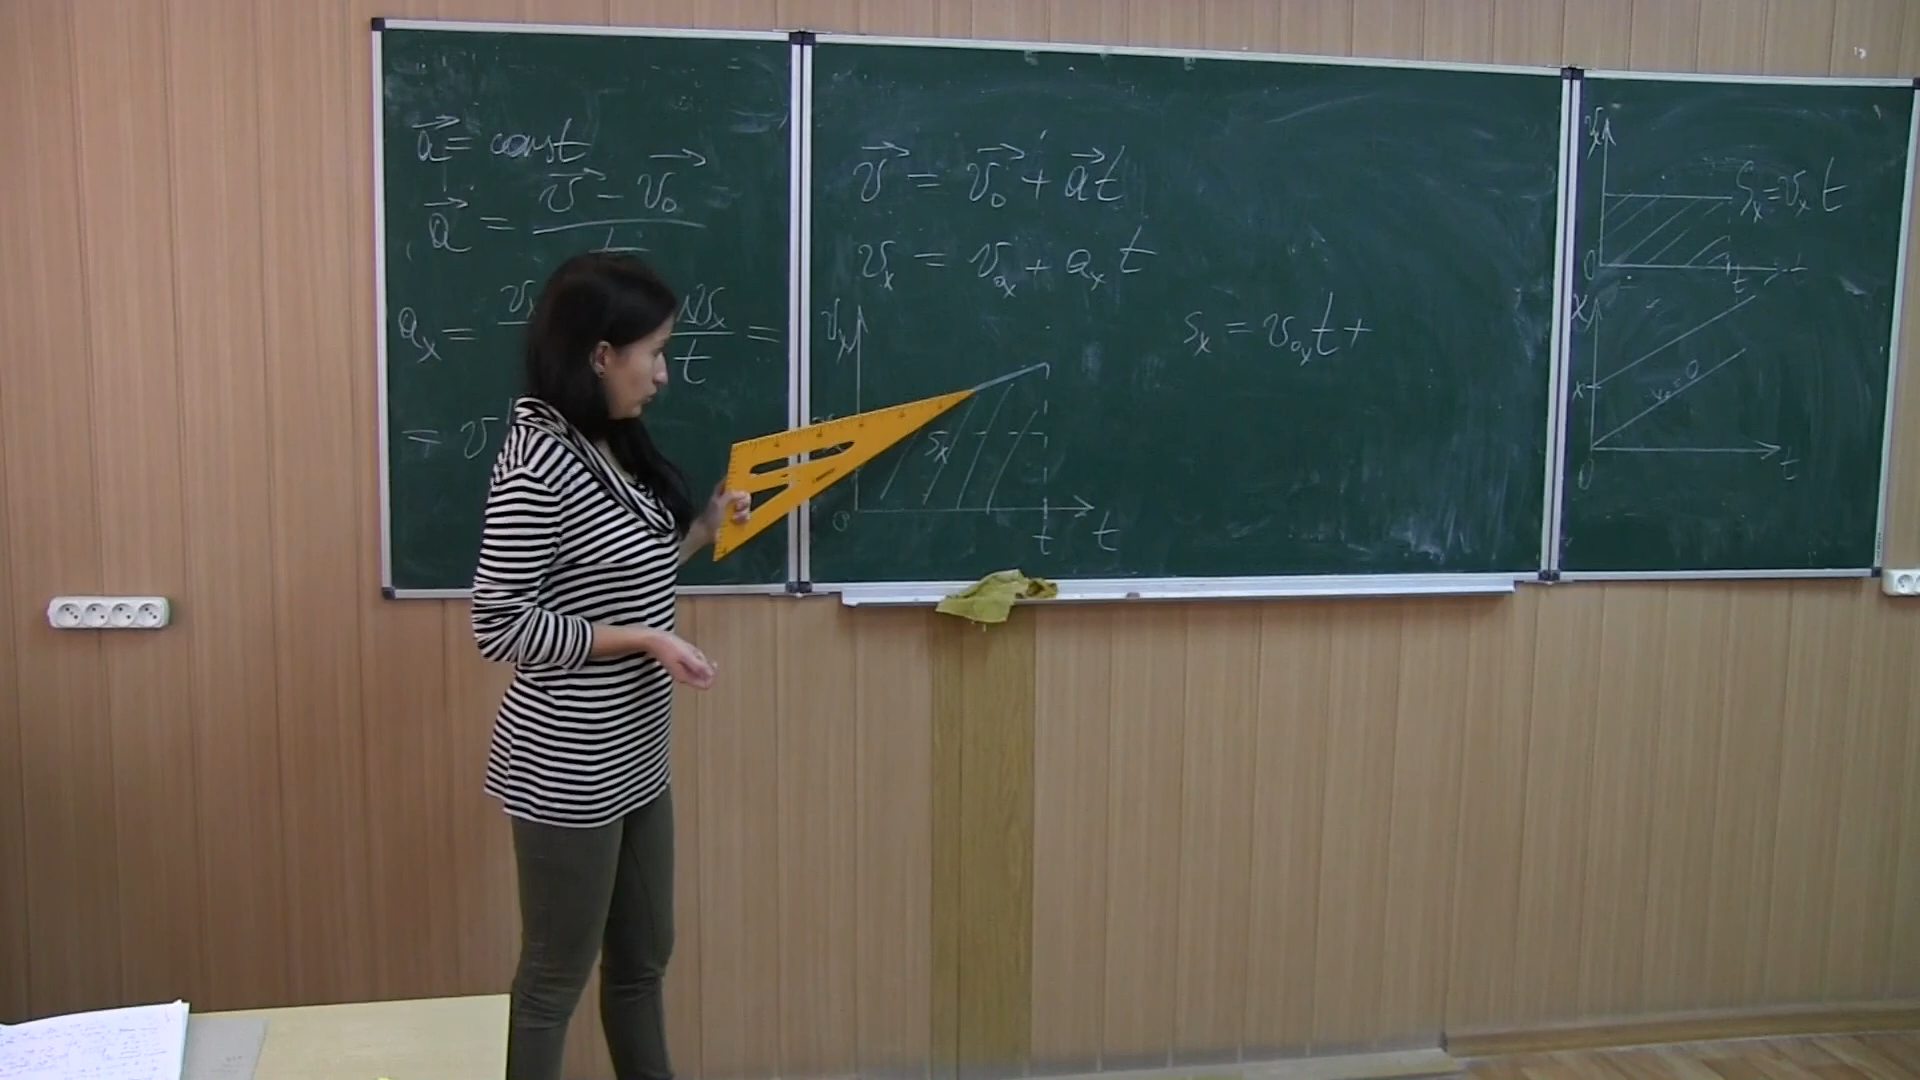 a⃗ = const
a⃗ = (v⃗ - v⃗₀) / t
aₓ =
vₓ / t =
= v
v⃗ = v⃗₀ + a⃗t
vₓ = v₀ₓ + aₓt
vₓ
Sₓ
0
t
t
Sₓ = v₀ₓt +
vₓ
Sₓ = vₓt
0
t
t
x
0
t